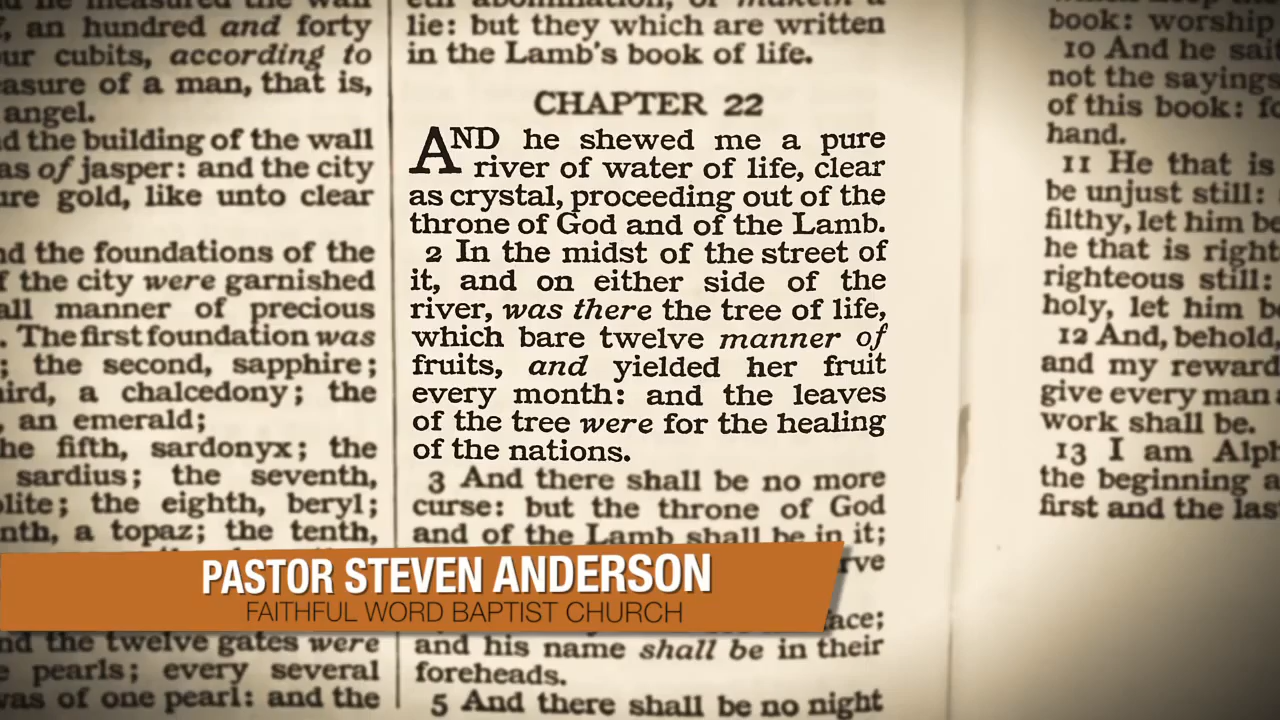 an hundred and forty
ur cubits, according to
asure of a man, that is,
angel.
nd the building of the wall
as of jasper: and the city
ure gold, like unto clear
nd the foundations of the
f the city were garnished
all manner of precious
. The first foundation was
; the second, sapphire;
hird, a chalcedony; the
, an emerald;
he fifth, sardonyx; the
sardius; the seventh,
olite; the eighth, beryl;
nth, a topaz; the tenth,
nd the twelve gates were
e pearls; every several
was of one pearl: and the
lie: but they which are written
in the Lamb's book of life.
CHAPTER 22
AND he shewed me a pure
river of water of life, clear
as crystal, proceeding out of the
throne of God and of the Lamb.
2 In the midst of the street of
it, and on either side of the
river, was there the tree of life,
which bare twelve manner of
fruits, and yielded her fruit
every month: and the leaves
of the tree were for the healing
of the nations.
3 And there shall be no more
curse: but the throne of God
and of the Lamb shall be in it;
rve
ace;
and his name shall be in their
foreheads.
5 And there shall be no night
book: worship
10 And he sai
not the sayings
of this book: fo
hand.
11 He that is
be unjust still:
filthy, let him be
he that is right
righteous still:
holy, let him b
12 And, behold,
and my reward
give every man
work shall be.
13 I am Alph
the beginning a
first and the las
PASTOR STEVEN ANDERSON
FAITHFUL WORD BAPTIST CHURCH